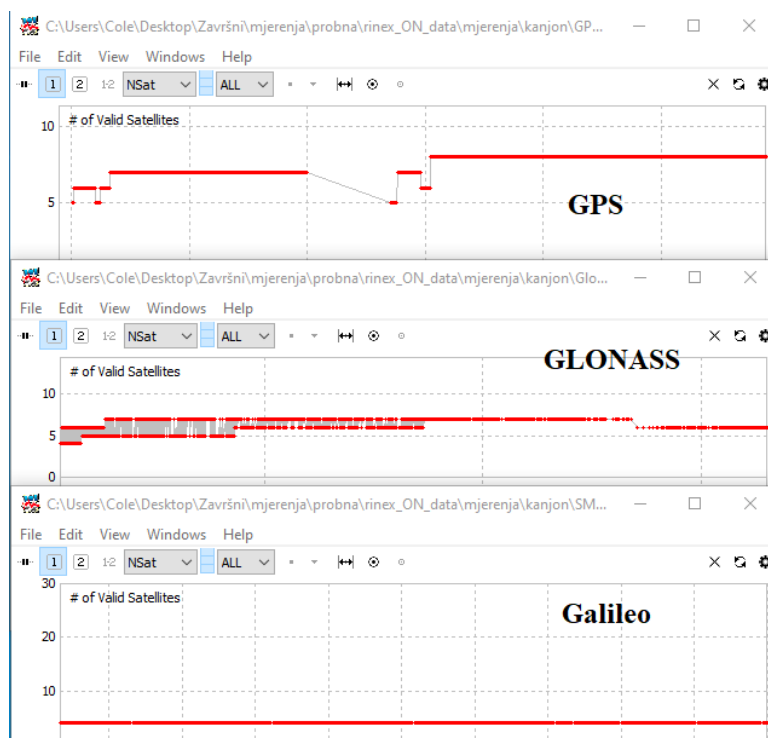 C:\Users\Cole\Desktop\Završni\mjerenja\probna\rinex_ON_data\mjerenja\kanjon\GP...
File Edit View Windows Help
1 2 1-2 NSat ALL
# of Valid Satellites
10
5
GPS
C:\Users\Cole\Desktop\Završni\mjerenja\probna\rinex_ON_data\mjerenja\kanjon\Glo...
File Edit View Windows Help
1 2 1-2 NSat ALL
GLONASS
# of Valid Satellites
10
5
0
C:\Users\Cole\Desktop\Završni\mjerenja\probna\rinex_ON_data\mjerenja\kanjon\SM...
File Edit View Windows Help
1 2 1-2 NSat ALL
30
# of Valid Satellites
Galileo
20
10